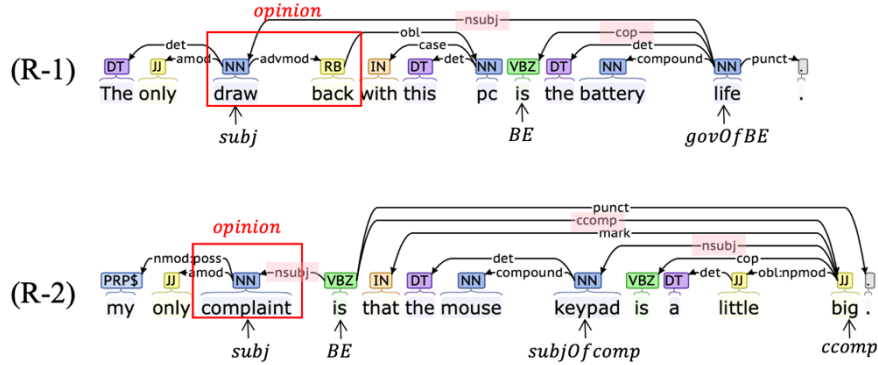 opinion
nsubj
obl
cop
det
(R-1)
det
amod
advmod
case
det
compound
punct
DT JJ NN RB IN DT NN VBZ DT NN NN .
The only draw back with this pc is the battery life .
subj BE govOfBE
punct
ccomp
opinion
mark
nsubj
nmod:poss
det
cop
(R-2)
amod
nsubj
compound
det
obl:npmod
PRP$ JJ NN VBZ IN DT NN NN VBZ DT JJ JJ .
my only complaint is that the mouse keypad is a little big .
subj BE subjOfcomp ccomp